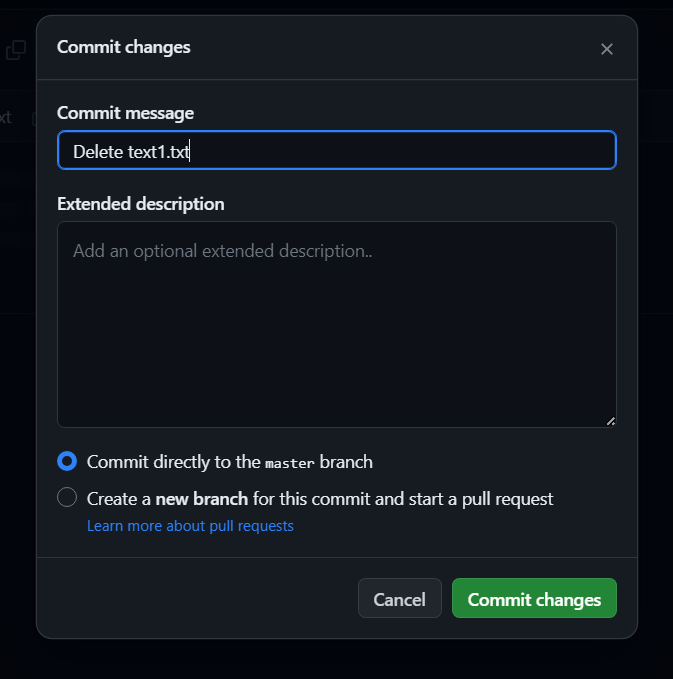 Commit changes
Commit message
Delete text1.txt
Extended description
Add an optional extended description..
Commit directly to the master branch
Create a new branch for this commit and start a pull request
Learn more about pull requests
Cancel
Commit changes